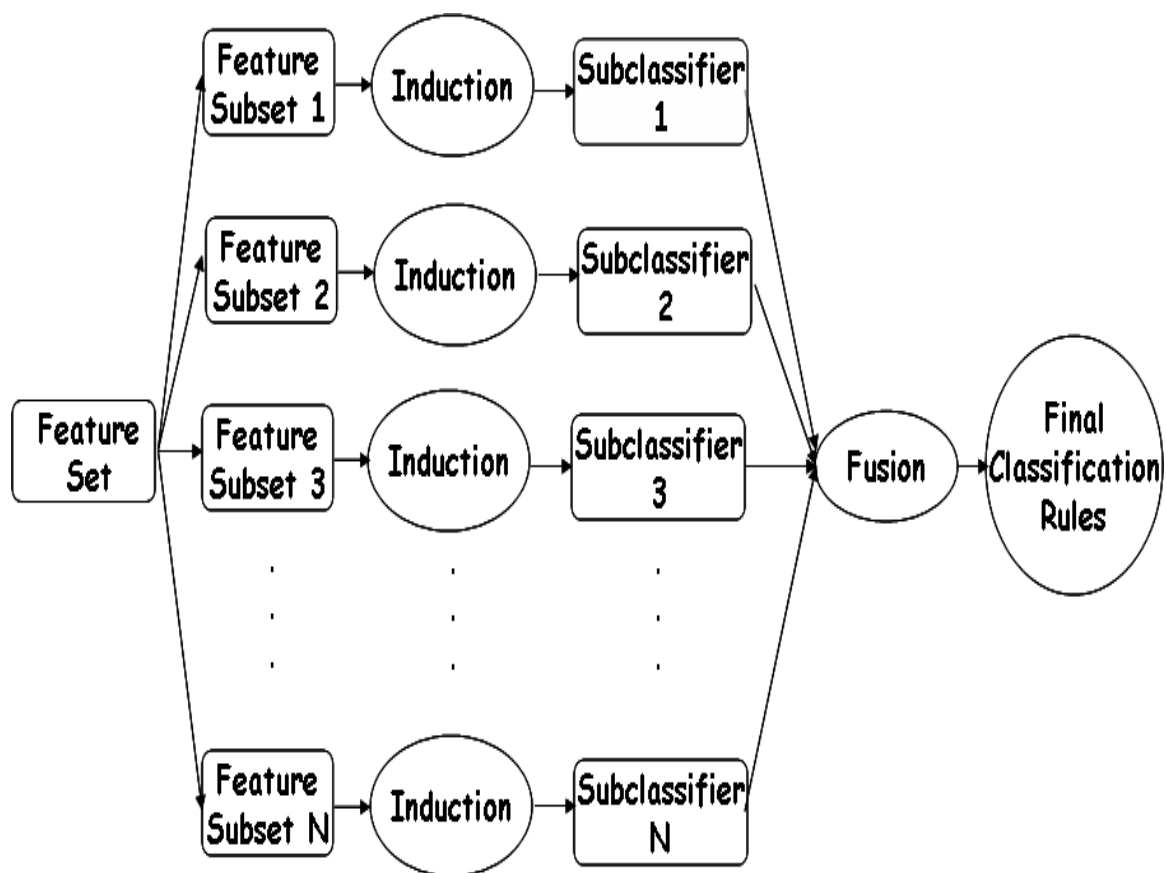 Feature
Subset 1
Induction
Subclassifier
1
Feature
Subset 2
Induction
Subclassifier
2
Feature
Set
Feature
Subset 3
Induction
Subclassifier
3
Fusion
Final
Classification
Rules
Feature
Subset N
Induction
Subclassifier
N